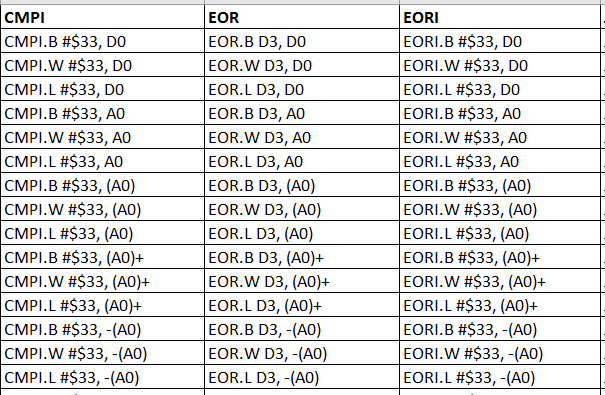 CMPI EOR EORI
CMPI.B #$33, D0 EOR.B D3, D0 EORI.B #$33, D0
CMPI.W #$33, D0 EOR.W D3, D0 EORI.W #$33, D0
CMPI.L #$33, D0 EOR.L D3, D0 EORI.L #$33, D0
CMPI.B #$33, A0 EOR.B D3, A0 EORI.B #$33, A0
CMPI.W #$33, A0 EOR.W D3, A0 EORI.W #$33, A0
CMPI.L #$33, A0 EOR.L D3, A0 EORI.L #$33, A0
CMPI.B #$33, (A0) EOR.B D3, (A0) EORI.B #$33, (A0)
CMPI.W #$33, (A0) EOR.W D3, (A0) EORI.W #$33, (A0)
CMPI.L #$33, (A0) EOR.L D3, (A0) EORI.L #$33, (A0)
CMPI.B #$33, (A0)+ EOR.B D3, (A0)+ EORI.B #$33, (A0)+
CMPI.W #$33, (A0)+ EOR.W D3, (A0)+ EORI.W #$33, (A0)+
CMPI.L #$33, (A0)+ EOR.L D3, (A0)+ EORI.L #$33, (A0)+
CMPI.B #$33, -(A0) EOR.B D3, -(A0) EORI.B #$33, -(A0)
CMPI.W #$33, -(A0) EOR.W D3, -(A0) EORI.W #$33, -(A0)
CMPI.L #$33, -(A0) EOR.L D3, -(A0) EORI.L #$33, -(A0)